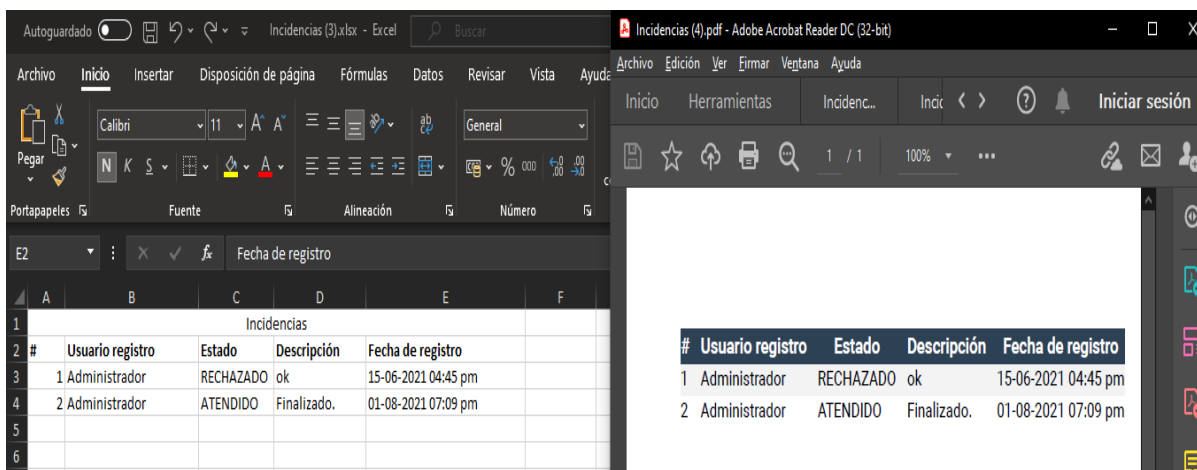 Autoguardado Incidencias (3).xlsx - Excel Buscar
Archivo Inicio Insertar Disposición de página Fórmulas Datos Revisar Vista Ayuda
Pegar
Calibri 11 A A ab General
N K S A % 000
Portapapeles Fuente Alineación Número
E2 fx Fecha de registro
A B C D E F
1 Incidencias
2 # Usuario registro Estado Descripción Fecha de registro
3 1 Administrador RECHAZADO ok 15-06-2021 04:45 pm
4 2 Administrador ATENDIDO Finalizado. 01-08-2021 07:09 pm
5
6
Incidencias (4).pdf - Adobe Acrobat Reader DC (32-bit)
Archivo Edición Ver Firmar Ventana Ayuda
Inicio Herramientas Incidenc... Incic Iniciar sesión
1 / 1 100%
# Usuario registro Estado Descripción Fecha de registro
1 Administrador RECHAZADO ok 15-06-2021 04:45 pm
2 Administrador ATENDIDO Finalizado. 01-08-2021 07:09 pm